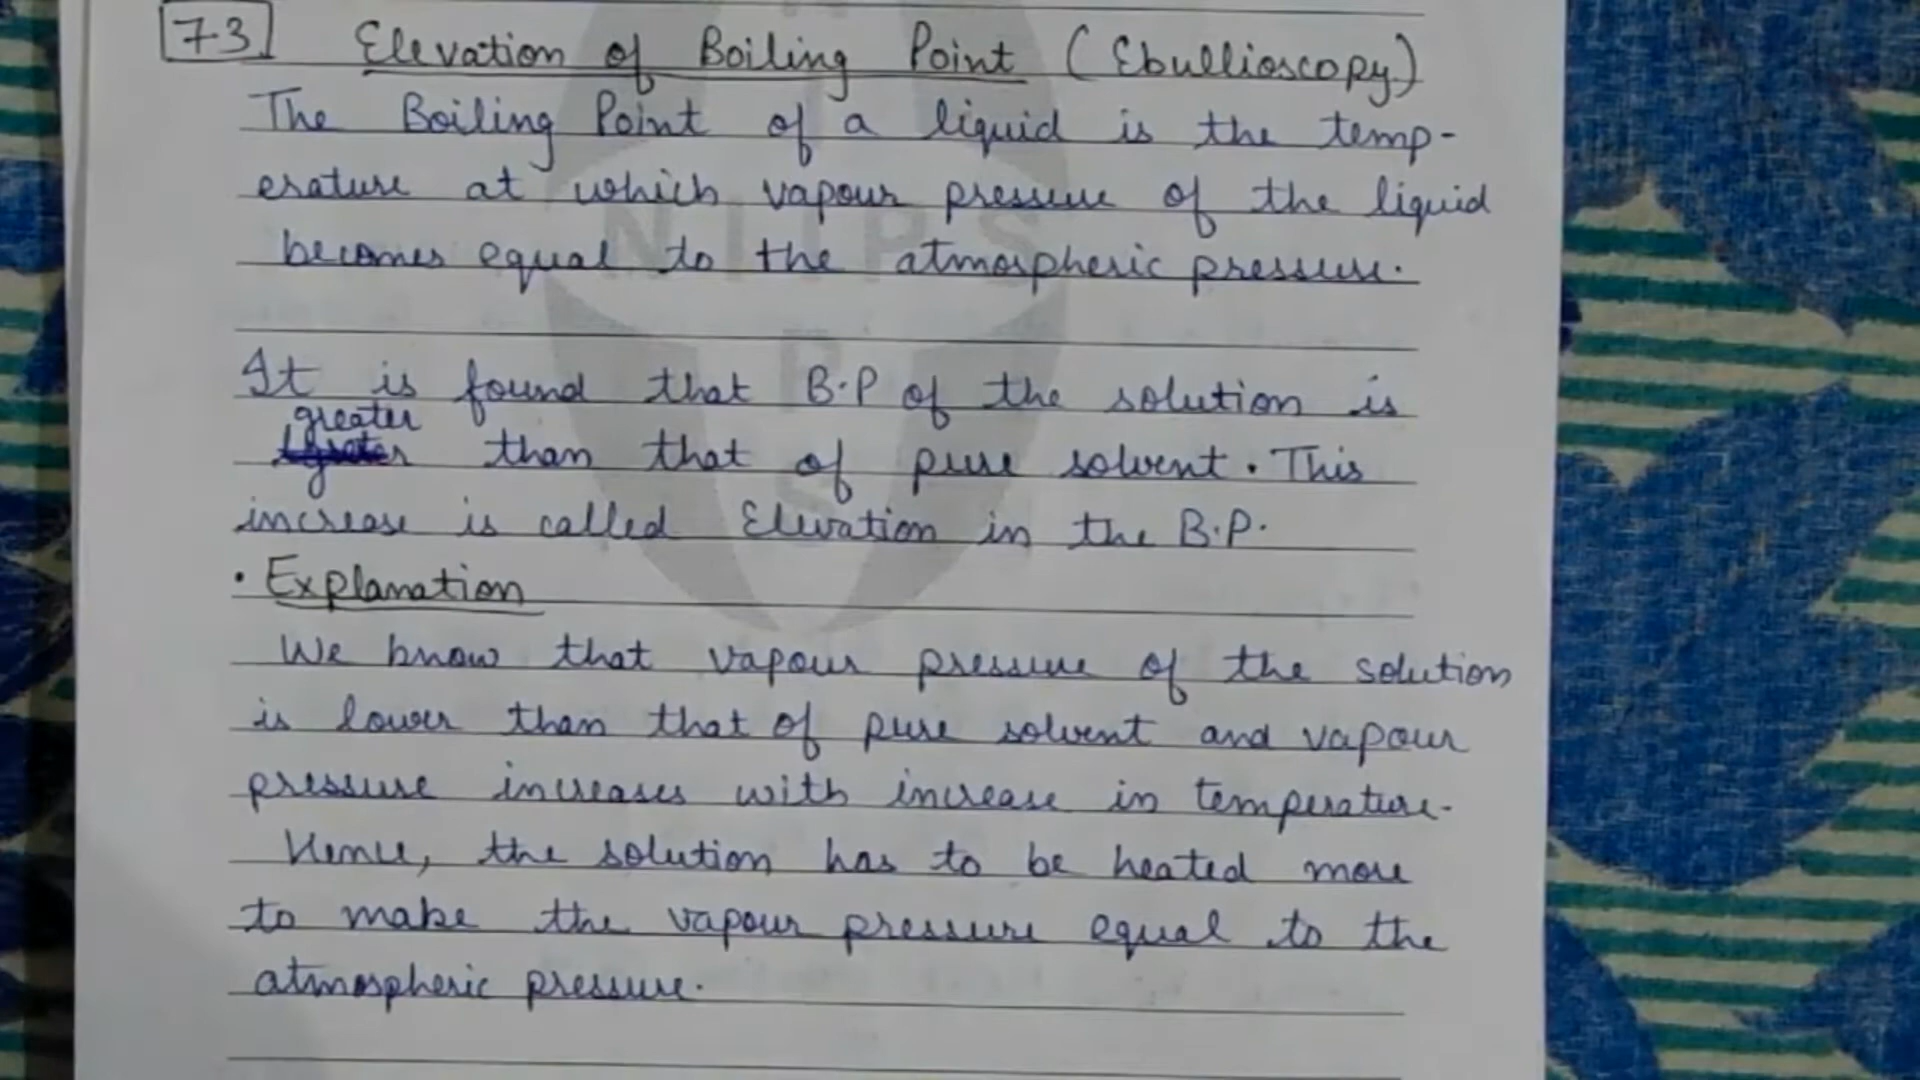 73 Elevation of Boiling Point (Ebullioscopy)
The Boiling Point of a liquid is the temp-
erature at which vapour pressure of the liquid
becomes equal to the atmospheric pressure.
It is found that B.P of the solution is
greater
than that of pure solvent. This
increase is called Elevation in the B.P.
• Explanation
We know that vapour pressure of the solution
is lower than that of pure solvent and vapour
pressure increases with increase in temperature.
Hence, the solution has to be heated more
to make the vapour pressure equal to the
atmospheric pressure.
NIIPS